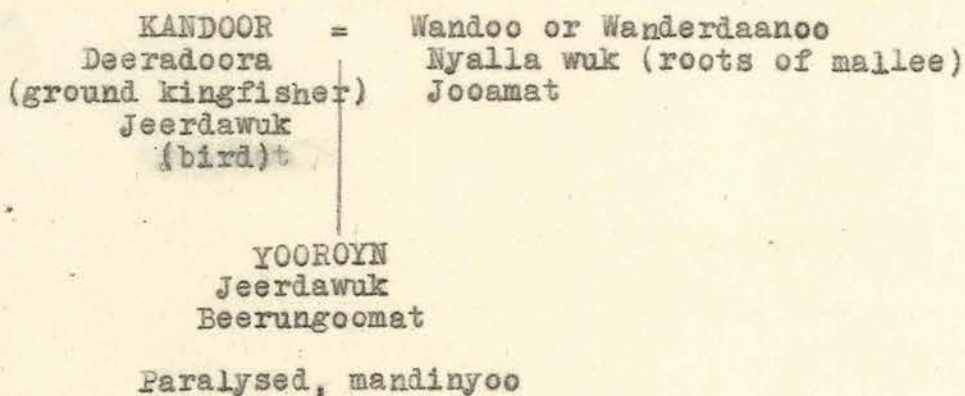 KANDOOR = Wandoo or Wanderdaanoo
Deeradoora Nyalla wuk (roots of mallee)
(ground kingfisher) Jooamat
Jeerdawuk
(bird)t
YOOROYN
Jeerdawuk
Beerungoomat
Paralysed, mandinyoo